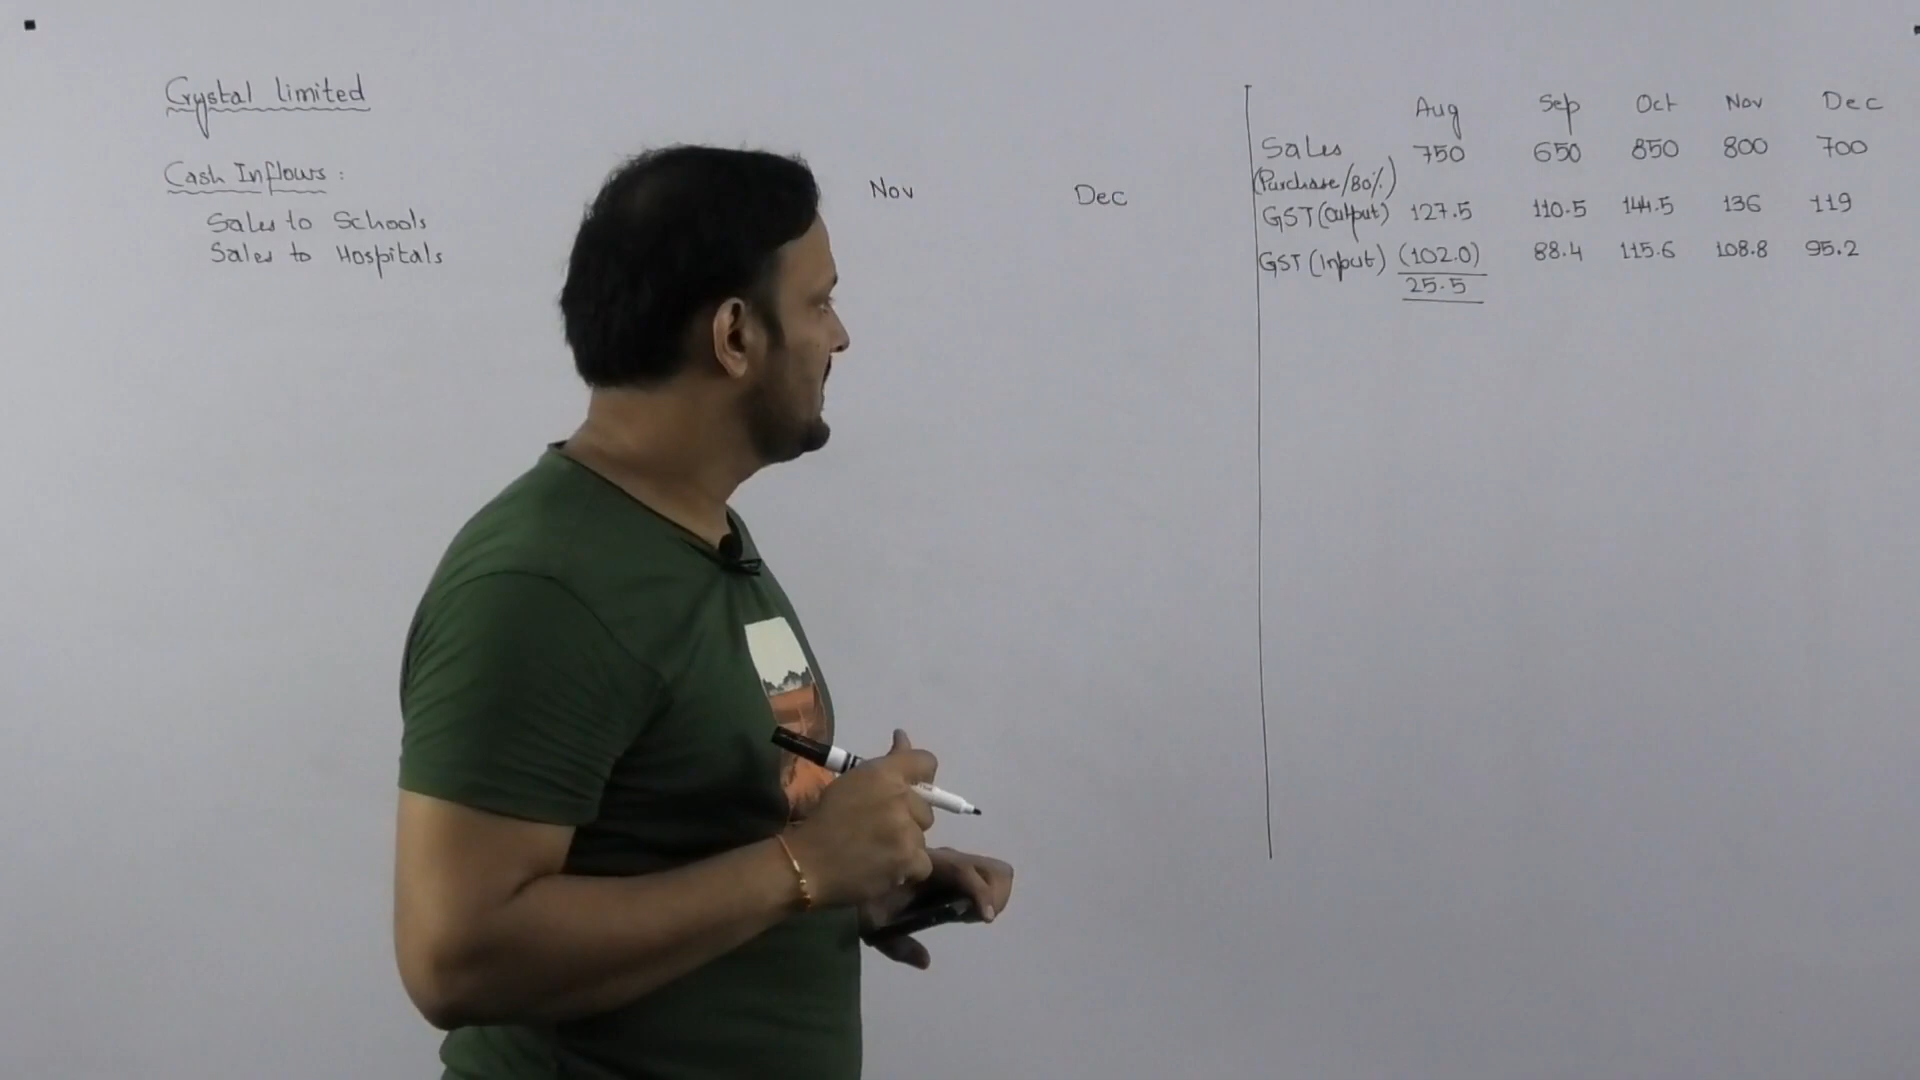 Crystal limited
Cash Inflows :
Sales to Schools
Sales to Hospitals
Nov Dec
Aug Sep Oct Nov Dec
Sales 750 650 850 800 700
(Purchase/80%)
GST (Output) 127.5 110.5 144.5 136 119
GST (Input) (102.0) 88.4 115.6 108.8 95.2
25.5